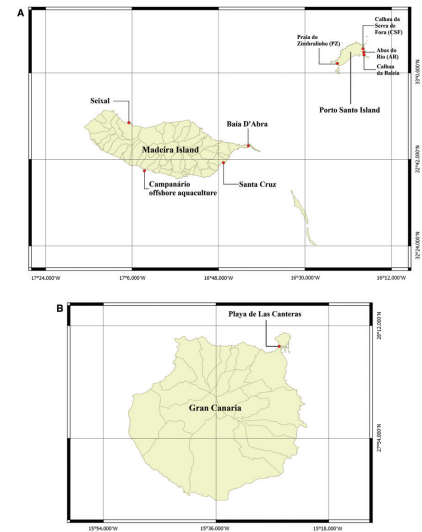 A
Calhau da
Serra de
Fora (CSF)
Praia do
Zimbralinho (PZ)
Abas do
Rio (AR)
Calhau
da Baleia
Porto Santo Island
33°0,000'N
Seixal
Baía D'Abra
Madeira Island
32°42,000'N
Campanário
offshore aquaculture
Santa Cruz
32°24,000'N
17°24,000'W
17°6,000'W
16°48,000'W
16°30,000'W
16°12,000'W
B
Playa de Las Canteras
28°12,000'N
Gran Canaria
27°54,000'N
15°54,000'W
15°36,000'W
15°18,000'W